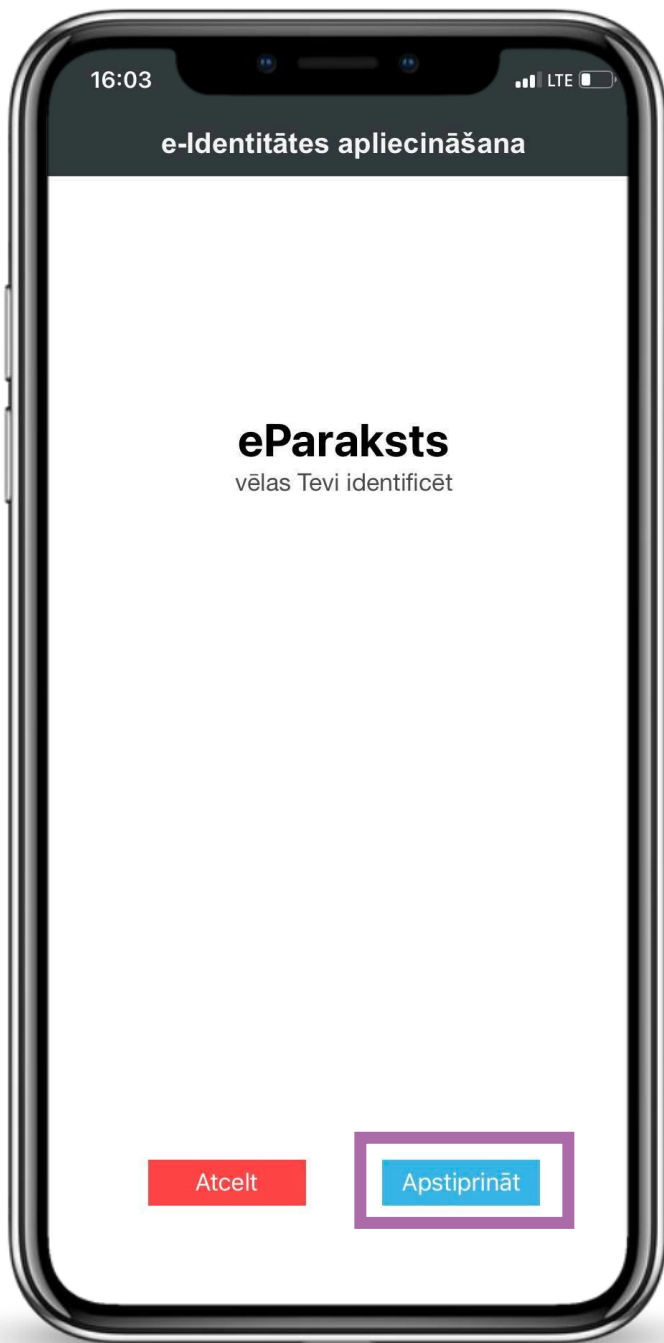 16:03
LTE
e-Identitātes apliecināšana
eParaksts
vēlas Tevi identificēt
Atcelt
Apstiprināt